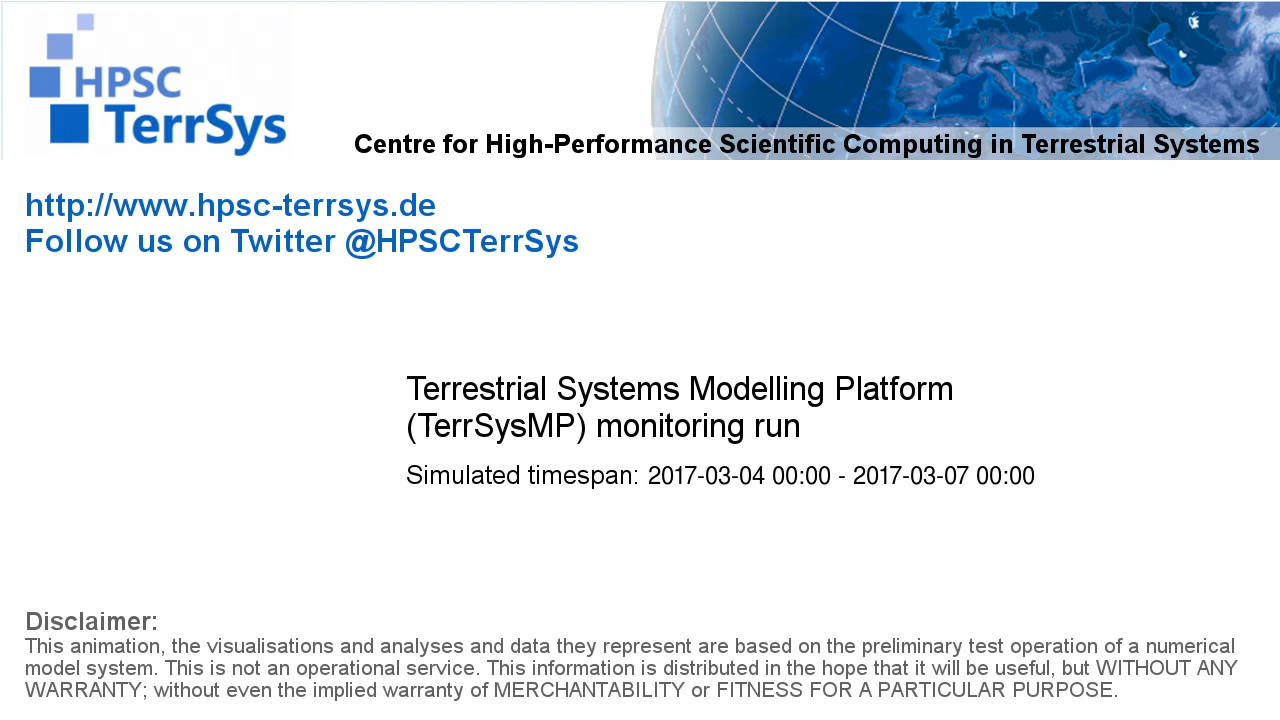 HPSC
TerrSys
Centre for High-Performance Scientific Computing in Terrestrial Systems
http://www.hpsc-terrsys.de
Follow us on Twitter @HPSCTerrSys
Terrestrial Systems Modelling Platform
(TerrSysMP) monitoring run
Simulated timespan: 2017-03-04 00:00 - 2017-03-07 00:00
Disclaimer:
This animation, the visualisations and analyses and data they represent are based on the preliminary test operation of a numerical
model system. This is not an operational service. This information is distributed in the hope that it will be useful, but WITHOUT ANY
WARRANTY; without even the implied warranty of MERCHANTABILITY or FITNESS FOR A PARTICULAR PURPOSE.